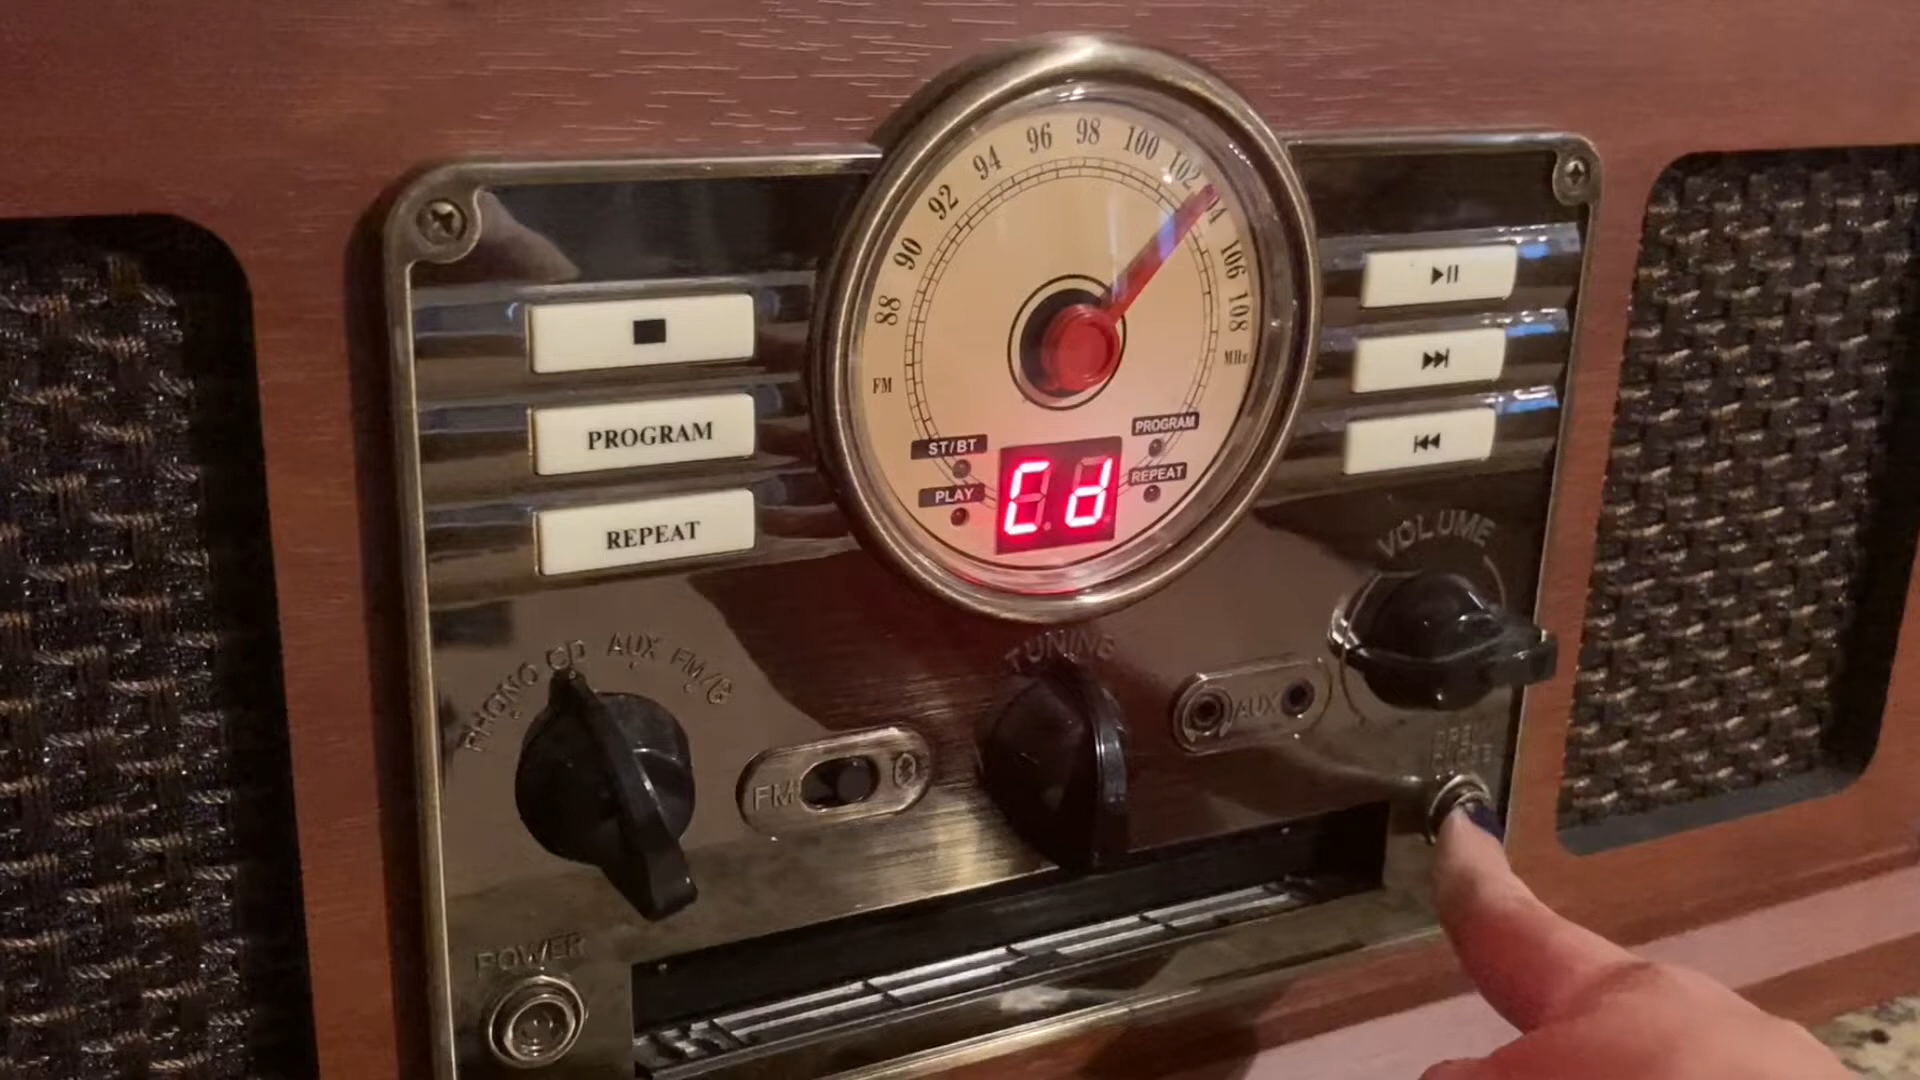 88
90
92
94
96
98
100
102
106
108
MHz
FM
ST/BT
PLAY
PROGRAM
REPEAT
Cd
PROGRAM
REPEAT
VOLUME
PHONO CD AUX FM/
TUNING
FM
AUX
POWER